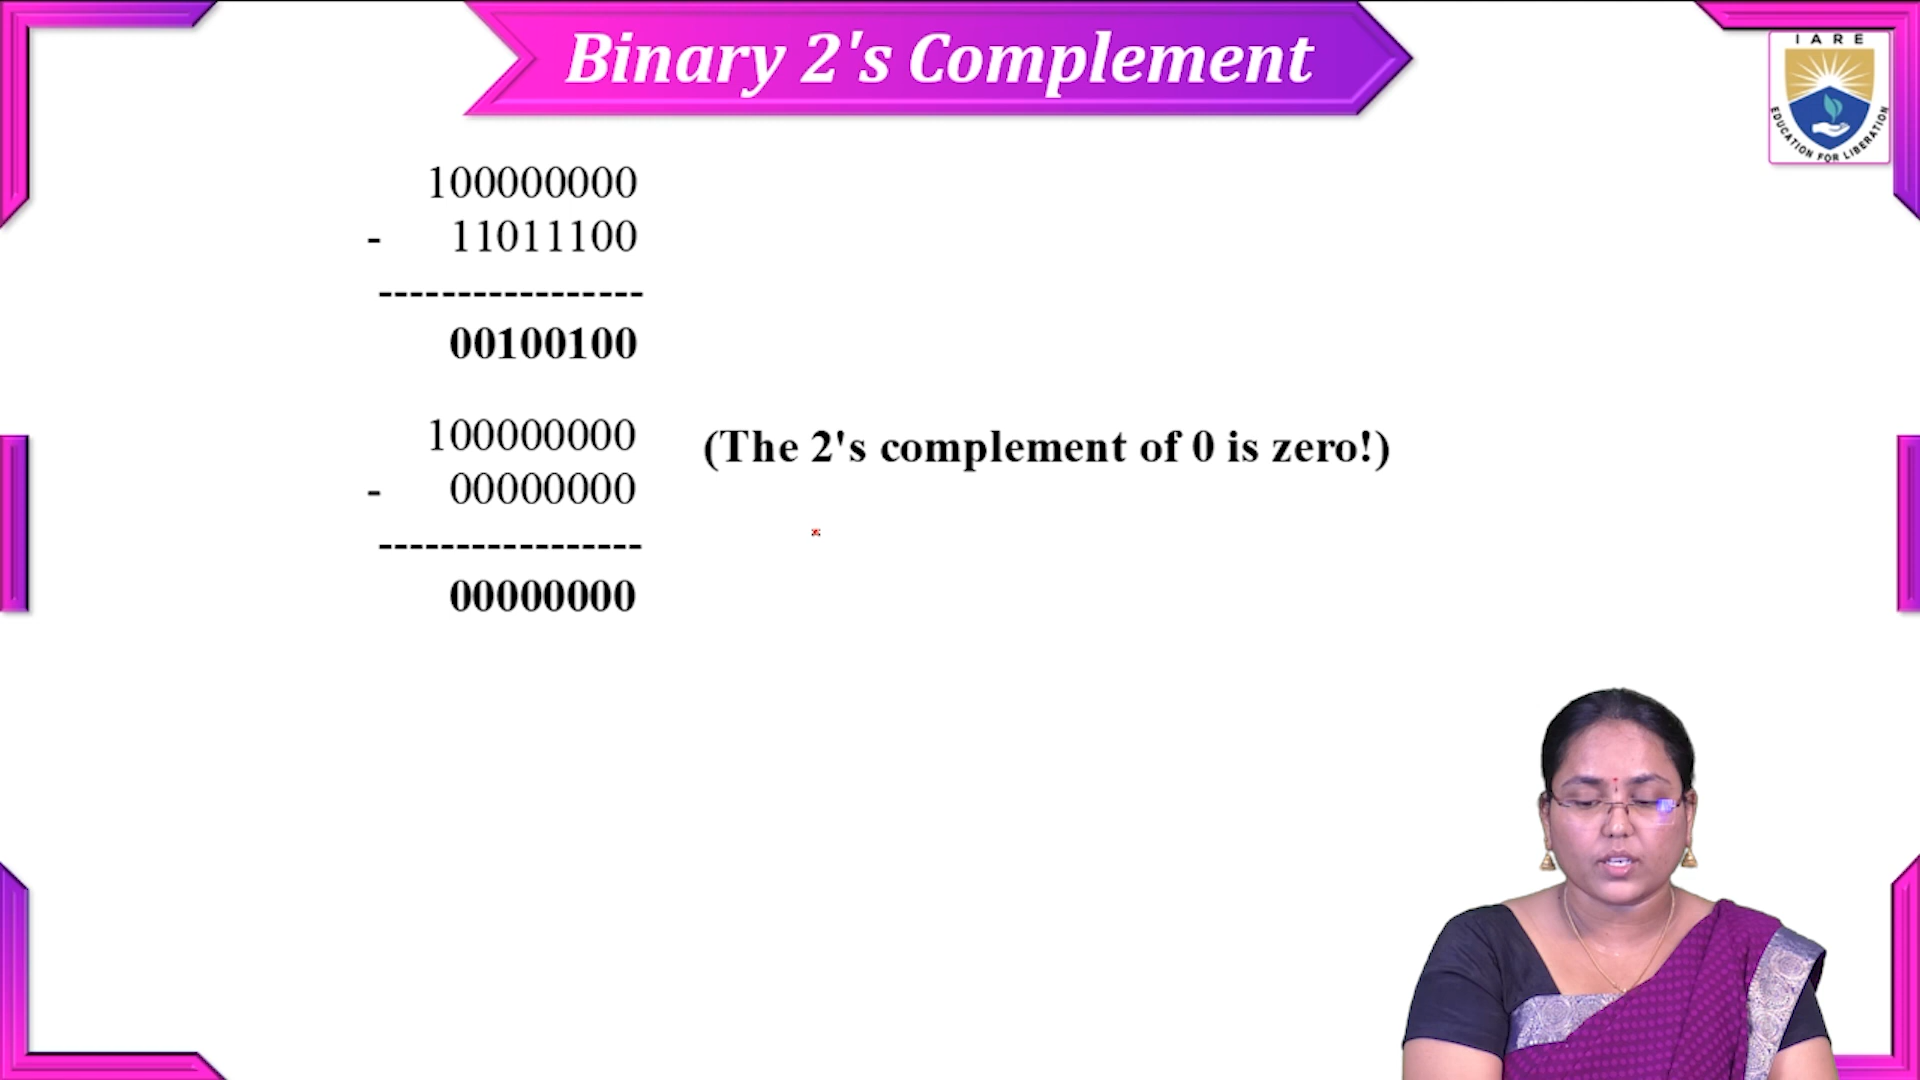 Binary 2's Complement
I A R E
EDUCATION FOR LIBERATION
100000000
- 11011100
-----------------
00100100
100000000 (The 2's complement of 0 is zero!)
- 00000000
-----------------
00000000